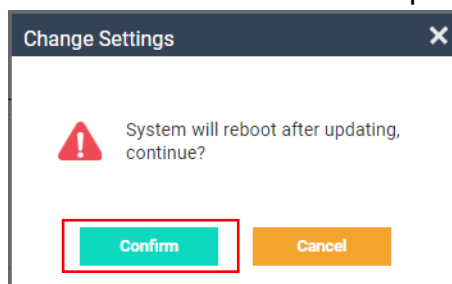 Change Settings
System will reboot after updating,
continue?
Confirm
Cancel